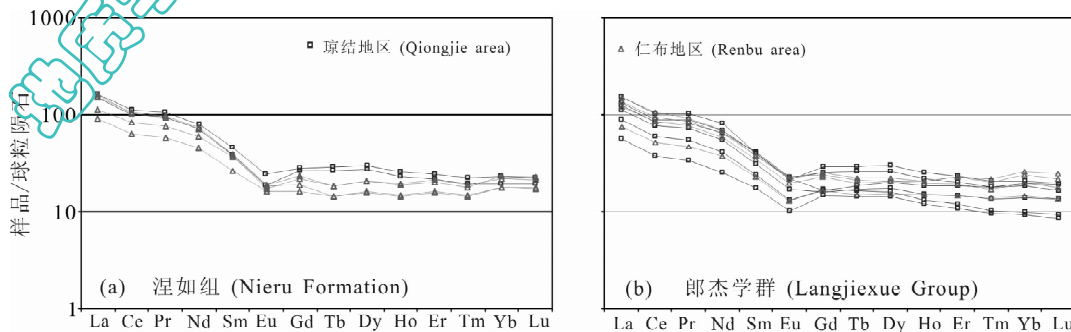 地质
样品/球粒陨石
1000
100
10
1
琼结地区 (Qiongjie area)
(a) 涅如组 (Nieru Formation)
La Ce Pr Nd Sm Eu Gd Tb Dy Ho Er Tm Yb Lu
仁布地区 (Renbu area)
(b) 郎杰学群 (Langjiexue Group)
La Ce Pr Nd Sm Eu Gd Tb Dy Ho Er Tm Yb Lu